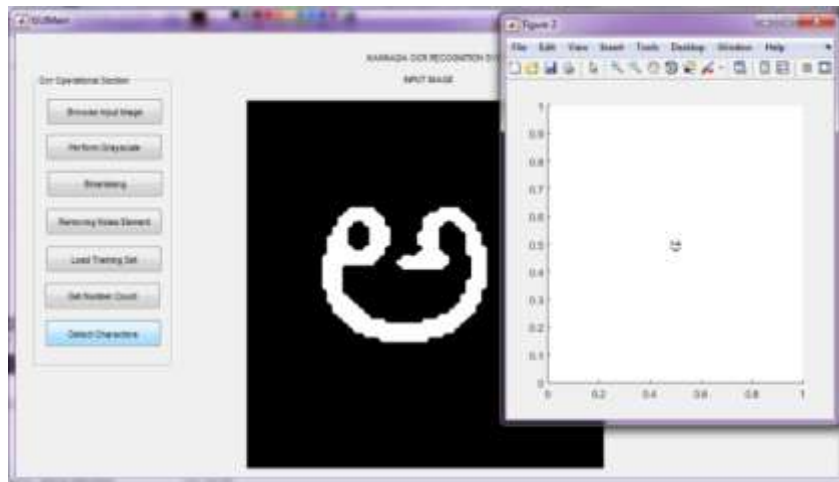 GUIMain
KANNADA OCR RECOGNITION
INPUT IMAGE
Ocr Operational Section
Browse Input Image
Perform Grayscale
Binarising
Removing Noise Element
Load Training Set
Get Number Count
Detect Characters
ಅ
Figure 2
File Edit View Insert Tools Desktop Window Help
1
0.9
0.8
0.7
0.6
0.5
0.4
0.3
0.2
0.1
0
0 0.2 0.4 0.6 0.8 1
ಅ